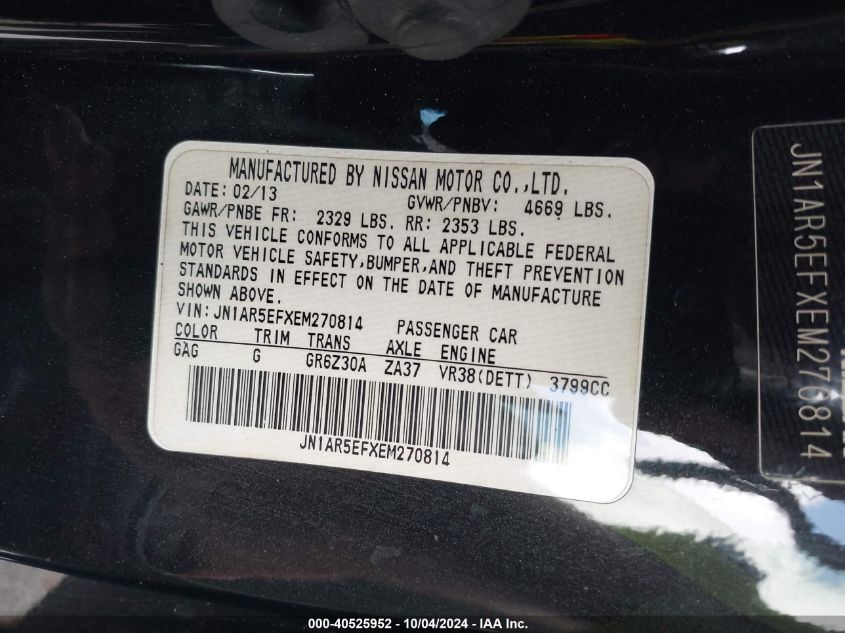 MANUFACTURED BY NISSAN MOTOR CO.,LTD.
DATE: 02/13 GVWR/PNBV: 4669 LBS.
GAWR/PNBE FR: 2329 LBS. RR: 2353 LBS.
THIS VEHICLE CONFORMS TO ALL APPLICABLE FEDERAL
MOTOR VEHICLE SAFETY,BUMPER,AND THEFT PREVENTION
STANDARDS IN EFFECT ON THE DATE OF MANUFACTURE
SHOWN ABOVE.
VIN:JN1AR5EFXEM270814 PASSENGER CAR
COLOR TRIM TRANS AXLE ENGINE
GAG G GR6Z30A ZA37 VR38(DETT) 3799CC
JN1AR5EFXEM270814
JN1AR5EFXEM270814
000-40525952 - 10/04/2024 - IAA Inc.